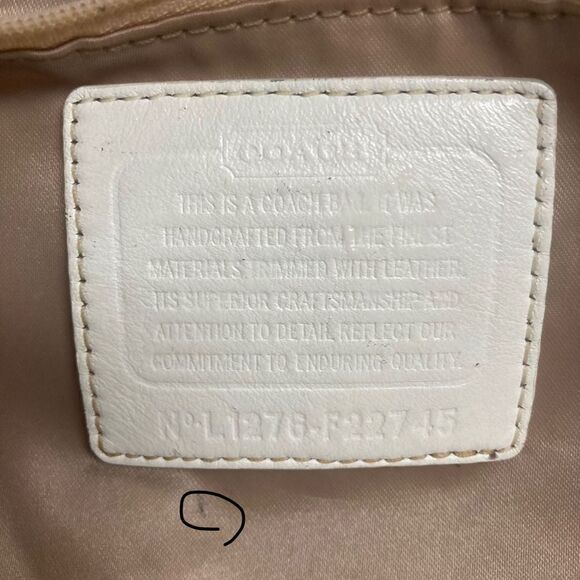 COACH
THIS IS A COACH BAG. IT WAS
HANDCRAFTED FROM THE FINEST
MATERIALS, TRIMMED WITH LEATHER.
ITS SUPERIOR CRAFTSMANSHIP AND
ATTENTION TO DETAIL REFLECT OUR
COMMITMENT TO ENDURING QUALITY.
Nº L1276-F22745